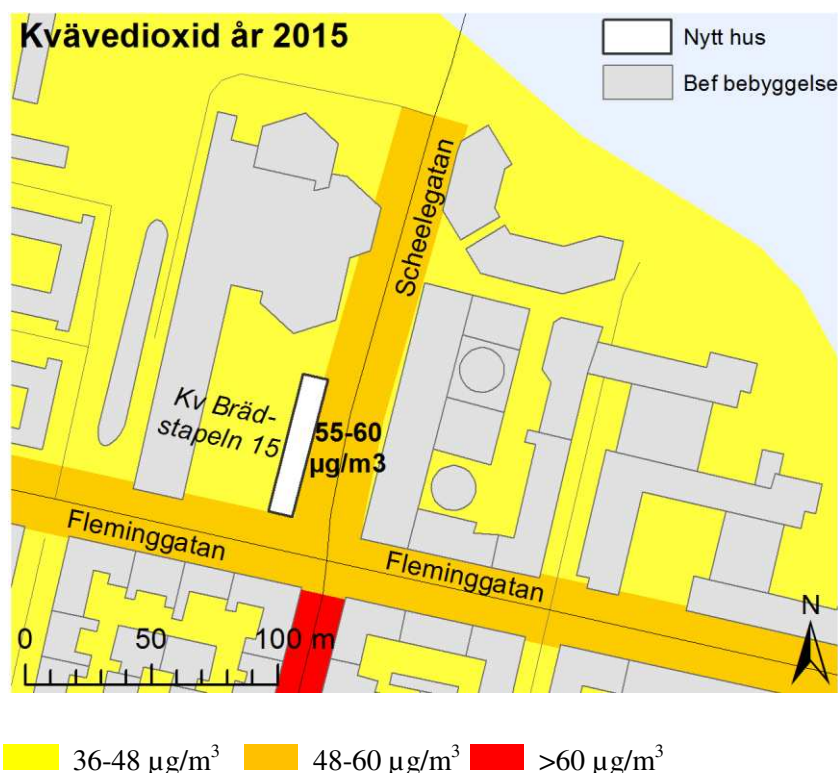 Kvävedioxid år 2015
Nytt hus
Bef bebyggelse
Scheelegatan
Kv Bräd-
stapeln 15
55-60
µg/m3
Fleminggatan
Fleminggatan
0 50 100 m
N
36-48 µg/m³ 48-60 µg/m³ >60 µg/m³